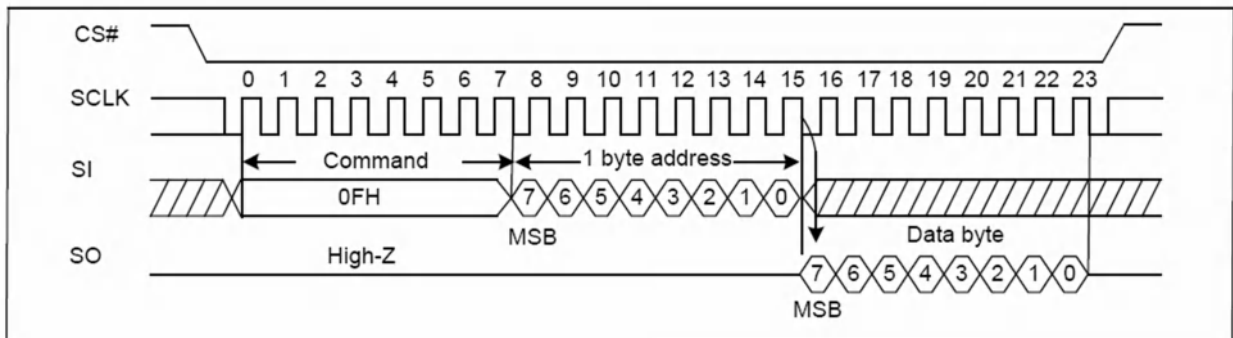 CS#
0 1 2 3 4 5 6 7 8 9 10 11 12 13 14 15 16 17 18 19 20 21 22 23
SCLK
Command 1 byte address
SI
0FH 7 6 5 4 3 2 1 0
MSB Data byte
SO High-Z
7 6 5 4 3 2 1 0
MSB